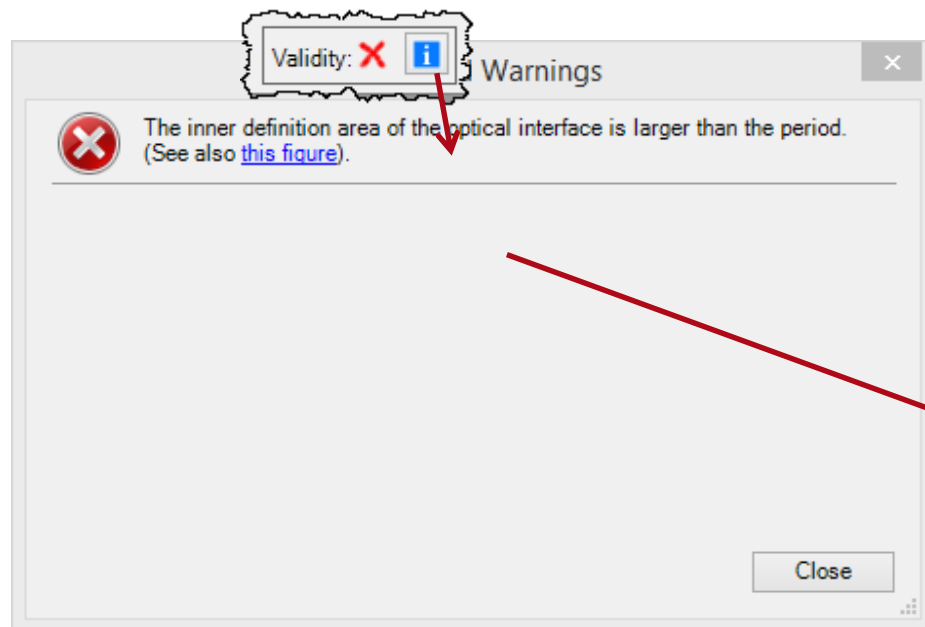 Validity:
Warnings
The inner definition area of the optical interface is larger than the period.
(See also this figure).
Close